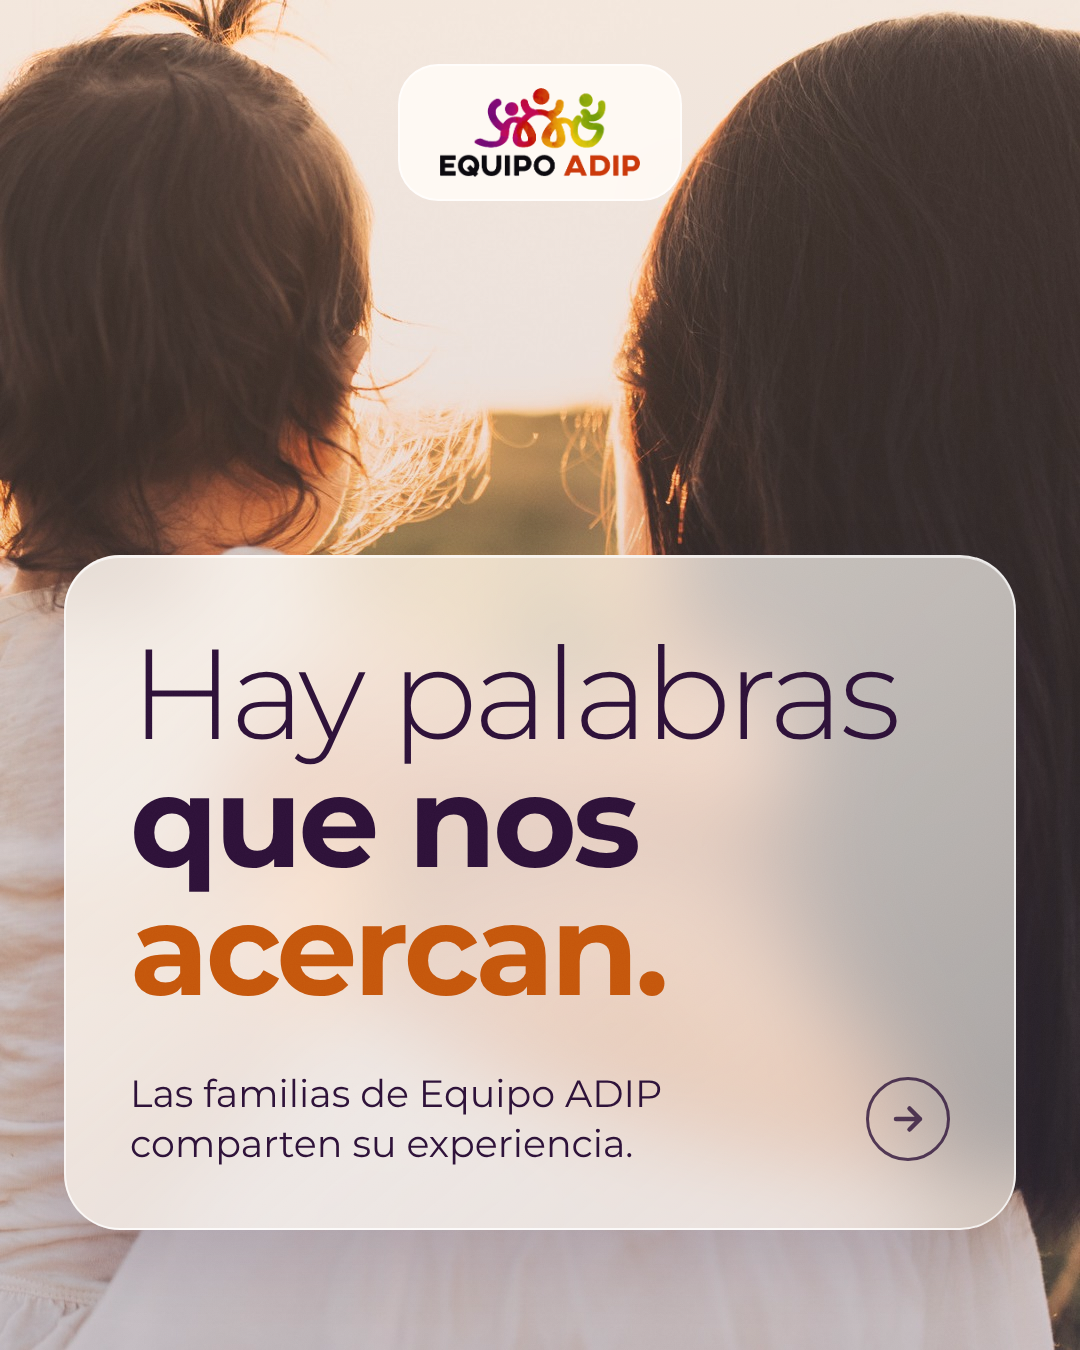 EQUIPO ADIP
Hay palabras
que nos
acercan.
Las familias de Equipo ADIP
comparten su experiencia.